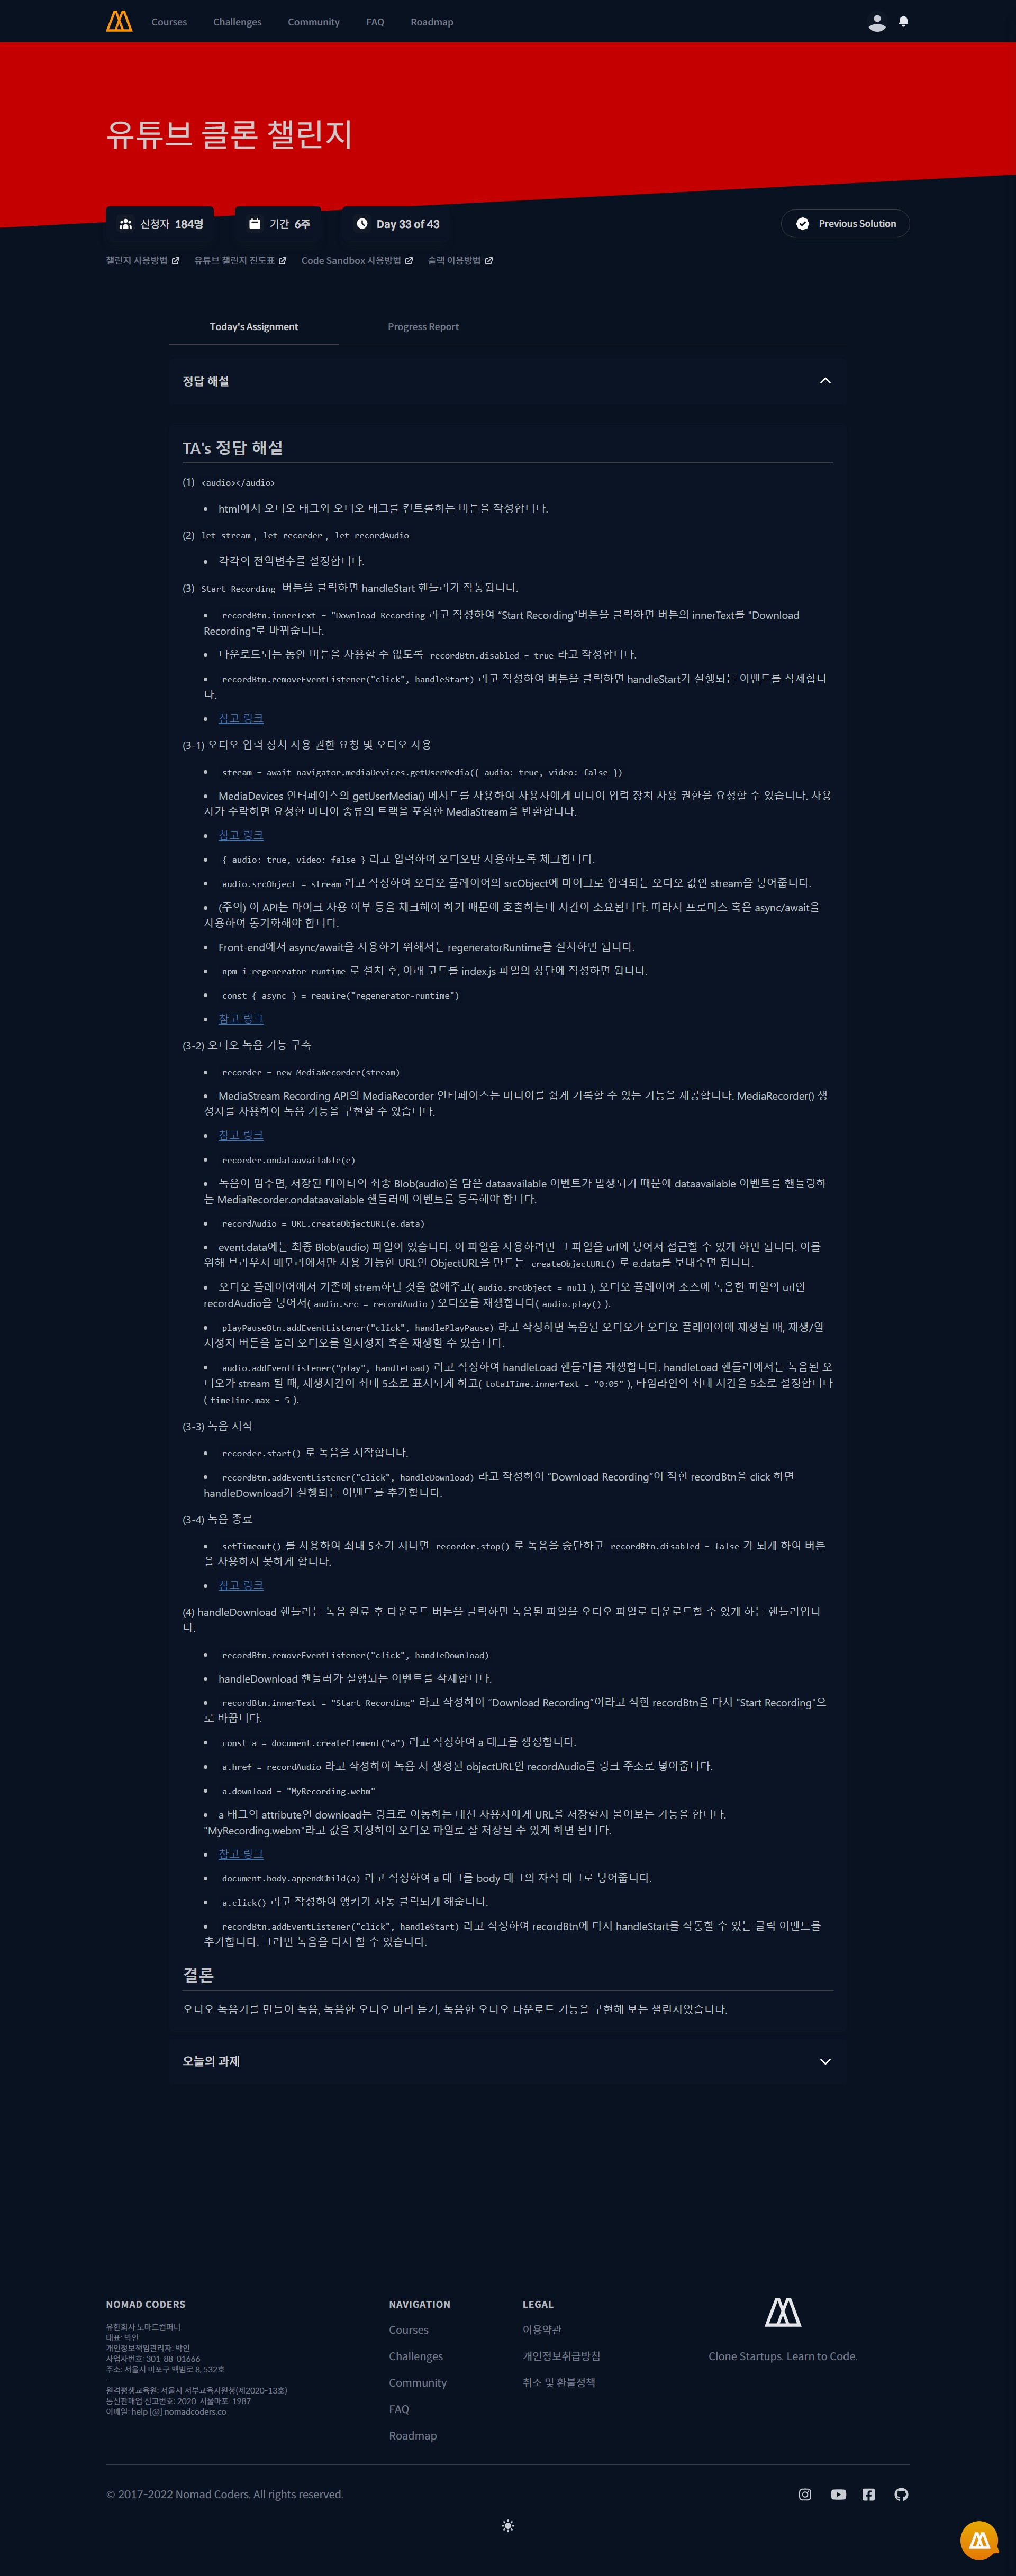 Courses Challenges Community FAQ Roadmap
유튜브 클론 챌린지
신청자 184명 기간 6주 Day 33 of 43 Previous Solution
챌린지 사용방법 유튜브 챌린지 진도표 Code Sandbox 사용방법 슬랙 이용방법
Today's Assignment Progress Report
정답 해설
TA's 정답 해설
(1) <audio></audio>
• html에서 오디오 태그와 오디오 태그를 컨트롤하는 버튼을 작성합니다.
(2) let stream , let recorder , let recordAudio
• 각각의 전역변수를 설정합니다.
(3) Start Recording 버튼을 클릭하면 handleStart 핸들러가 작동됩니다.
• recordBtn.innerText = "Download Recording 라고 작성하여 “Start Recording”버튼을 클릭하면 버튼의 innerText를 “Download
Recording”로 바꿔줍니다.
• 다운로드되는 동안 버튼을 사용할 수 없도록 recordBtn.disabled = true 라고 작성합니다.
• recordBtn.removeEventListener("click", handleStart) 라고 작성하여 버튼을 클릭하면 handleStart가 실행되는 이벤트를 삭제합니
다.
• 참고 링크
(3-1) 오디오 입력 장치 사용 권한 요청 및 오디오 사용
• stream = await navigator.mediaDevices.getUserMedia({ audio: true, video: false })
• MediaDevices 인터페이스의 getUserMedia() 메서드를 사용하여 사용자에게 미디어 입력 장치 사용 권한을 요청할 수 있습니다. 사용
자가 수락하면 요청한 미디어 종류의 트랙을 포함한 MediaStream을 반환합니다.
• 참고 링크
• { audio: true, video: false } 라고 입력하여 오디오만 사용하도록 체크합니다.
• audio.srcObject = stream 라고 작성하여 오디오 플레이어의 srcObject에 마이크로 입력되는 오디오 값인 stream을 넣어줍니다.
• (주의) 이 API는 마이크 사용 여부 등을 체크해야 하기 때문에 호출하는데 시간이 소요됩니다. 따라서 프로미스 혹은 async/await을
사용하여 동기화해야 합니다.
• Front-end에서 async/await을 사용하기 위해서는 regeneratorRuntime를 설치하면 됩니다.
• npm i regenerator-runtime 로 설치 후, 아래 코드를 index.js 파일의 상단에 작성하면 됩니다.
• const { async } = require("regenerator-runtime")
• 참고 링크
(3-2) 오디오 녹음 기능 구축
• recorder = new MediaRecorder(stream)
• MediaStream Recording API의 MediaRecorder 인터페이스는 미디어를 쉽게 기록할 수 있는 기능을 제공합니다. MediaRecorder() 생
성자를 사용하여 녹음 기능을 구현할 수 있습니다.
• 참고 링크
• recorder.ondataavailable(e)
• 녹음이 멈추면, 저장된 데이터의 최종 Blob(audio)을 담은 dataavailable 이벤트가 발생되기 때문에 dataavailable 이벤트를 핸들링하
는 MediaRecorder.ondataavailable 핸들러에 이벤트를 등록해야 합니다.
• recordAudio = URL.createObjectURL(e.data)
• event.data에는 최종 Blob(audio) 파일이 있습니다. 이 파일을 사용하려면 그 파일을 url에 넣어서 접근할 수 있게 하면 됩니다. 이를
위해 브라우저 메모리에서만 사용 가능한 URL인 ObjectURL을 만드는 createObjectURL() 로 e.data를 보내주면 됩니다.
• 오디오 플레이어에서 기존에 strem하던 것을 없애주고( audio.srcObject = null ), 오디오 플레이어 소스에 녹음한 파일의 url인
recordAudio을 넣어서( audio.src = recordAudio ) 오디오를 재생합니다( audio.play() ).
• playPauseBtn.addEventListener("click", handlePlayPause) 라고 작성하면 녹음된 오디오가 오디오 플레이어에 재생될 때, 재생/일
시정지 버튼을 눌러 오디오를 일시정지 혹은 재생할 수 있습니다.
• audio.addEventListener("play", handleLoad) 라고 작성하여 handleLoad 핸들러를 재생합니다. handleLoad 핸들러에서는 녹음된 오
디오가 stream 될 때, 재생시간이 최대 5초로 표시되게 하고( totalTime.innerText = "0:05" ), 타임라인의 최대 시간을 5초로 설정합니다
( timeline.max = 5 ).
(3-3) 녹음 시작
• recorder.start() 로 녹음을 시작합니다.
• recordBtn.addEventListener("click", handleDownload) 라고 작성하여 “Download Recording”이 적힌 recordBtn을 click 하면
handleDownload가 실행되는 이벤트를 추가합니다.
(3-4) 녹음 종료
• setTimeout() 를 사용하여 최대 5초가 지나면 recorder.stop() 로 녹음을 중단하고 recordBtn.disabled = false 가 되게 하여 버튼
을 사용하지 못하게 합니다.
• 참고 링크
(4) handleDownload 핸들러는 녹음 완료 후 다운로드 버튼을 클릭하면 녹음된 파일을 오디오 파일로 다운로드할 수 있게 하는 핸들러입니
다.
• recordBtn.removeEventListener("click", handleDownload)
• handleDownload 핸들러가 실행되는 이벤트를 삭제합니다.
• recordBtn.innerText = "Start Recording" 라고 작성하여 “Download Recording”이라고 적힌 recordBtn을 다시 "Start Recording"으
로 바꿉니다.
• const a = document.createElement("a") 라고 작성하여 a 태그를 생성합니다.
• a.href = recordAudio 라고 작성하여 녹음 시 생성된 objectURL인 recordAudio를 링크 주소로 넣어줍니다.
• a.download = "MyRecording.webm"
• a 태그의 attribute인 download는 링크로 이동하는 대신 사용자에게 URL을 저장할지 물어보는 기능을 합니다.
"MyRecording.webm"라고 값을 지정하여 오디오 파일로 잘 저장될 수 있게 하면 됩니다.
• 참고 링크
• document.body.appendChild(a) 라고 작성하여 a 태그를 body 태그의 자식 태그로 넣어줍니다.
• a.click() 라고 작성하여 앵커가 자동 클릭되게 해줍니다.
• recordBtn.addEventListener("click", handleStart) 라고 작성하여 recordBtn에 다시 handleStart를 작동할 수 있는 클릭 이벤트를
추가합니다. 그러면 녹음을 다시 할 수 있습니다.
결론
오디오 녹음기를 만들어 녹음, 녹음한 오디오 미리 듣기, 녹음한 오디오 다운로드 기능을 구현해 보는 챌린지였습니다.
오늘의 과제
NOMAD CODERS
유한회사 노마드컴퍼니
대표: 박인
개인정보책임관리자: 박인
사업자번호: 301-88-01666
주소: 서울시 마포구 백범로 8, 532호
-
원격평생교육원: 서울시 서부교육지원청(제2020-13호)
통신판매업 신고번호: 2020-서울마포-1987
이메일: help [@] nomadcoders.co
NAVIGATION
Courses
Challenges
Community
FAQ
Roadmap
LEGAL
이용약관
개인정보취급방침
취소 및 환불정책
Clone Startups. Learn to Code.
© 2017-2022 Nomad Coders. All rights reserved.